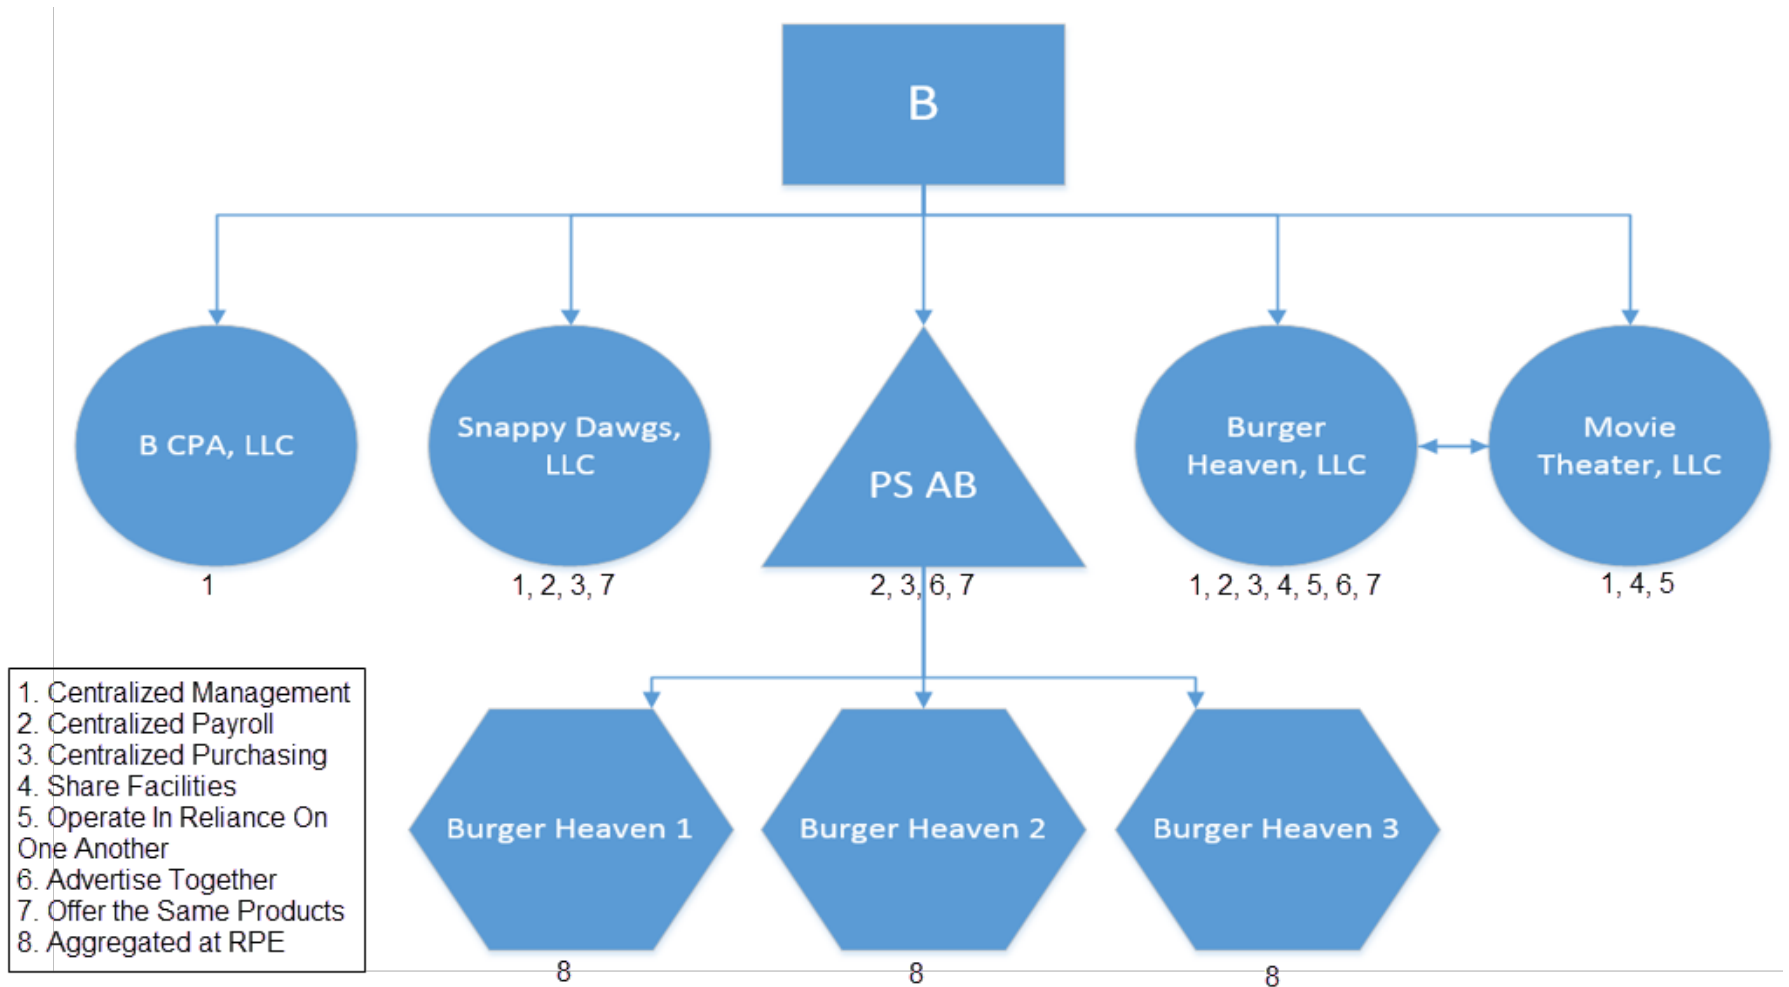 B
B CPA, LLC
Snappy Dawgs,
LLC
PS AB
Burger
Heaven, LLC
Movie
Theater, LLC
1
1, 2, 3, 7
2, 3, 6, 7
1, 2, 3, 4, 5, 6, 7
1, 4, 5
1. Centralized Management
2. Centralized Payroll
3. Centralized Purchasing
4. Share Facilities
5. Operate In Reliance On
One Another
6. Advertise Together
7. Offer the Same Products
8. Aggregated at RPE
Burger Heaven 1
Burger Heaven 2
Burger Heaven 3
8
8
8